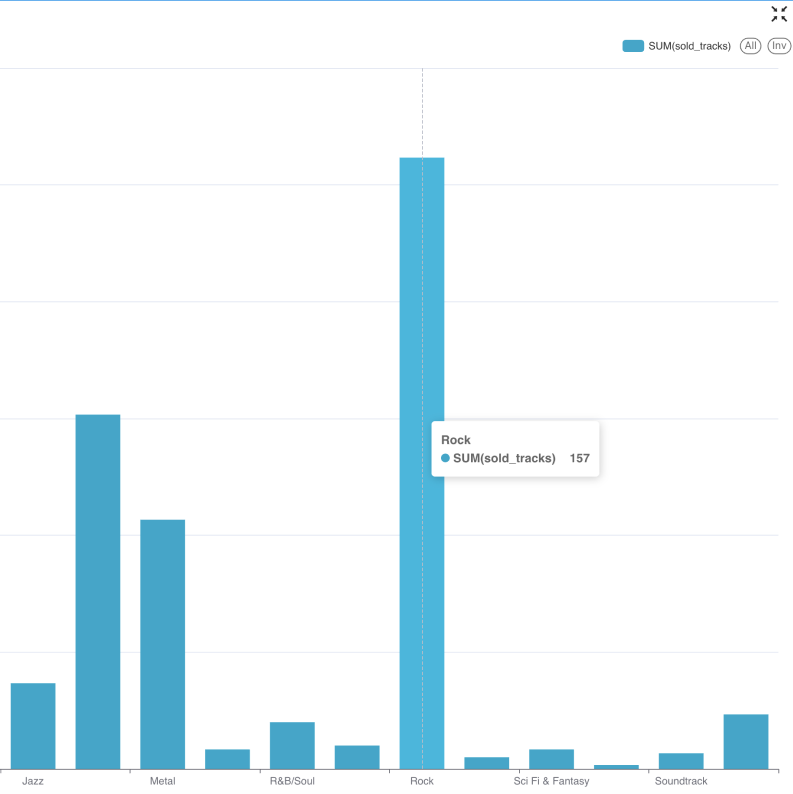 SUM(sold_tracks) All Inv
Rock
SUM(sold_tracks) 157
Jazz Metal R&B/Soul Rock Sci Fi & Fantasy Soundtrack